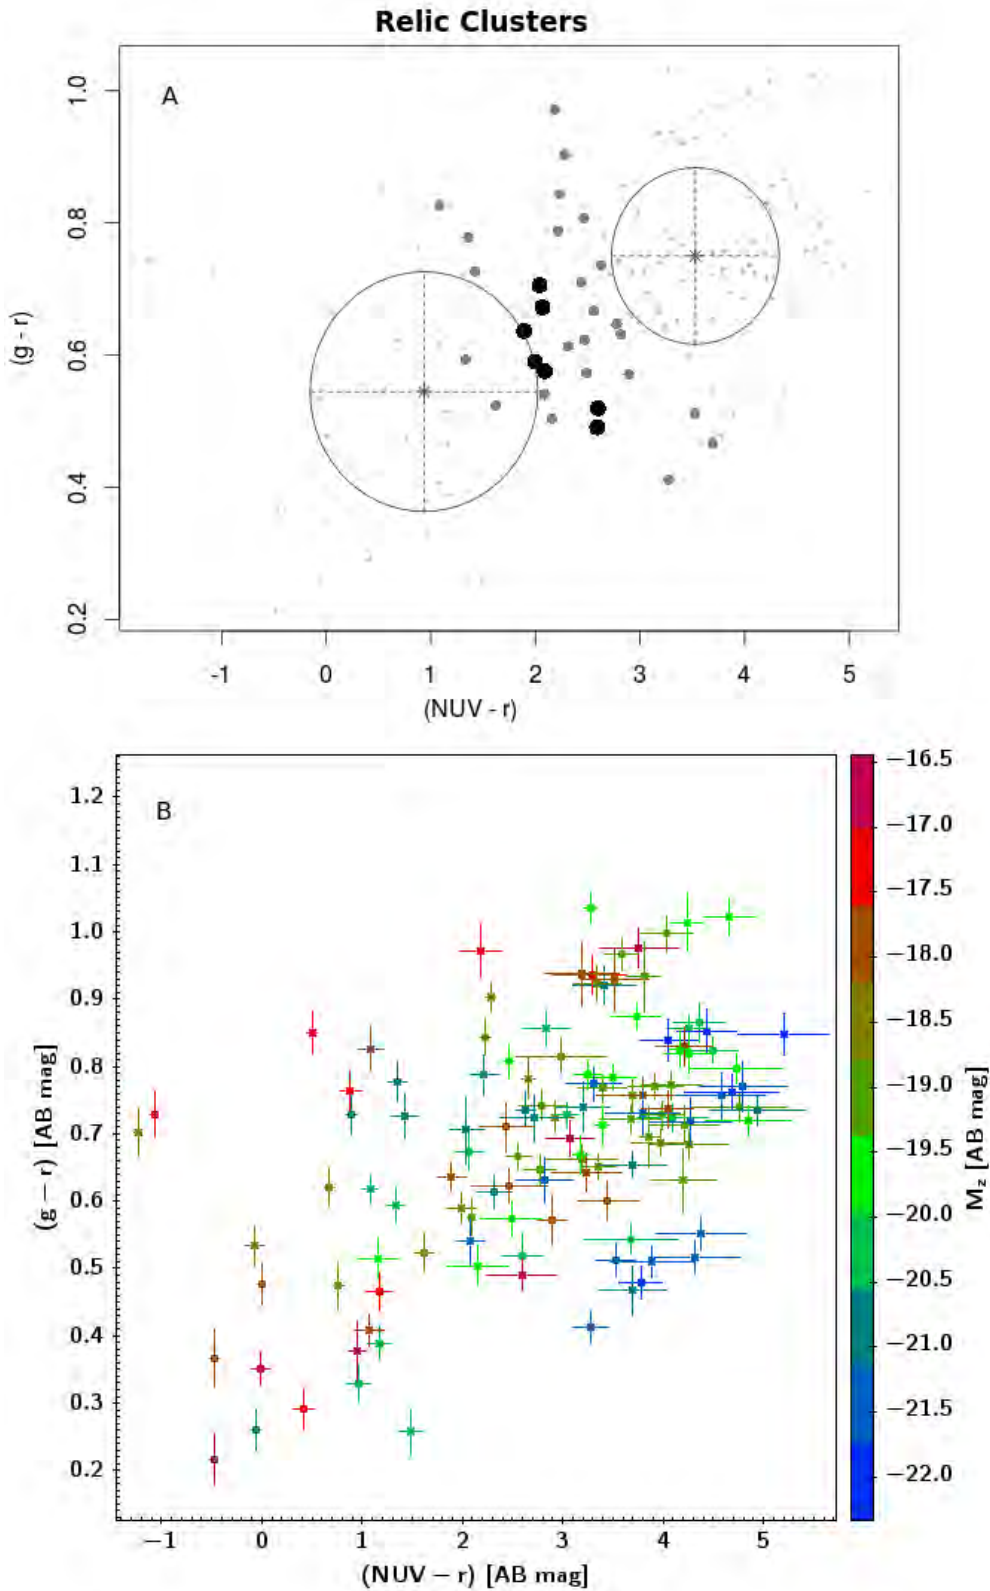 Relic Clusters
A
1.0
0.8
0.6
0.4
0.2
(g - r)
-1 0 1 2 3 4 5
(NUV - r)
B
1.2
1.1
1.0
0.9
0.8
0.7
0.6
0.5
0.4
0.3
0.2
(g − r) [AB mag]
−1 0 1 2 3 4 5
(NUV − r) [AB mag]
−16.5
−17.0
−17.5
−18.0
−18.5
−19.0
−19.5
−20.0
−20.5
−21.0
−21.5
−22.0
M_z [AB mag]